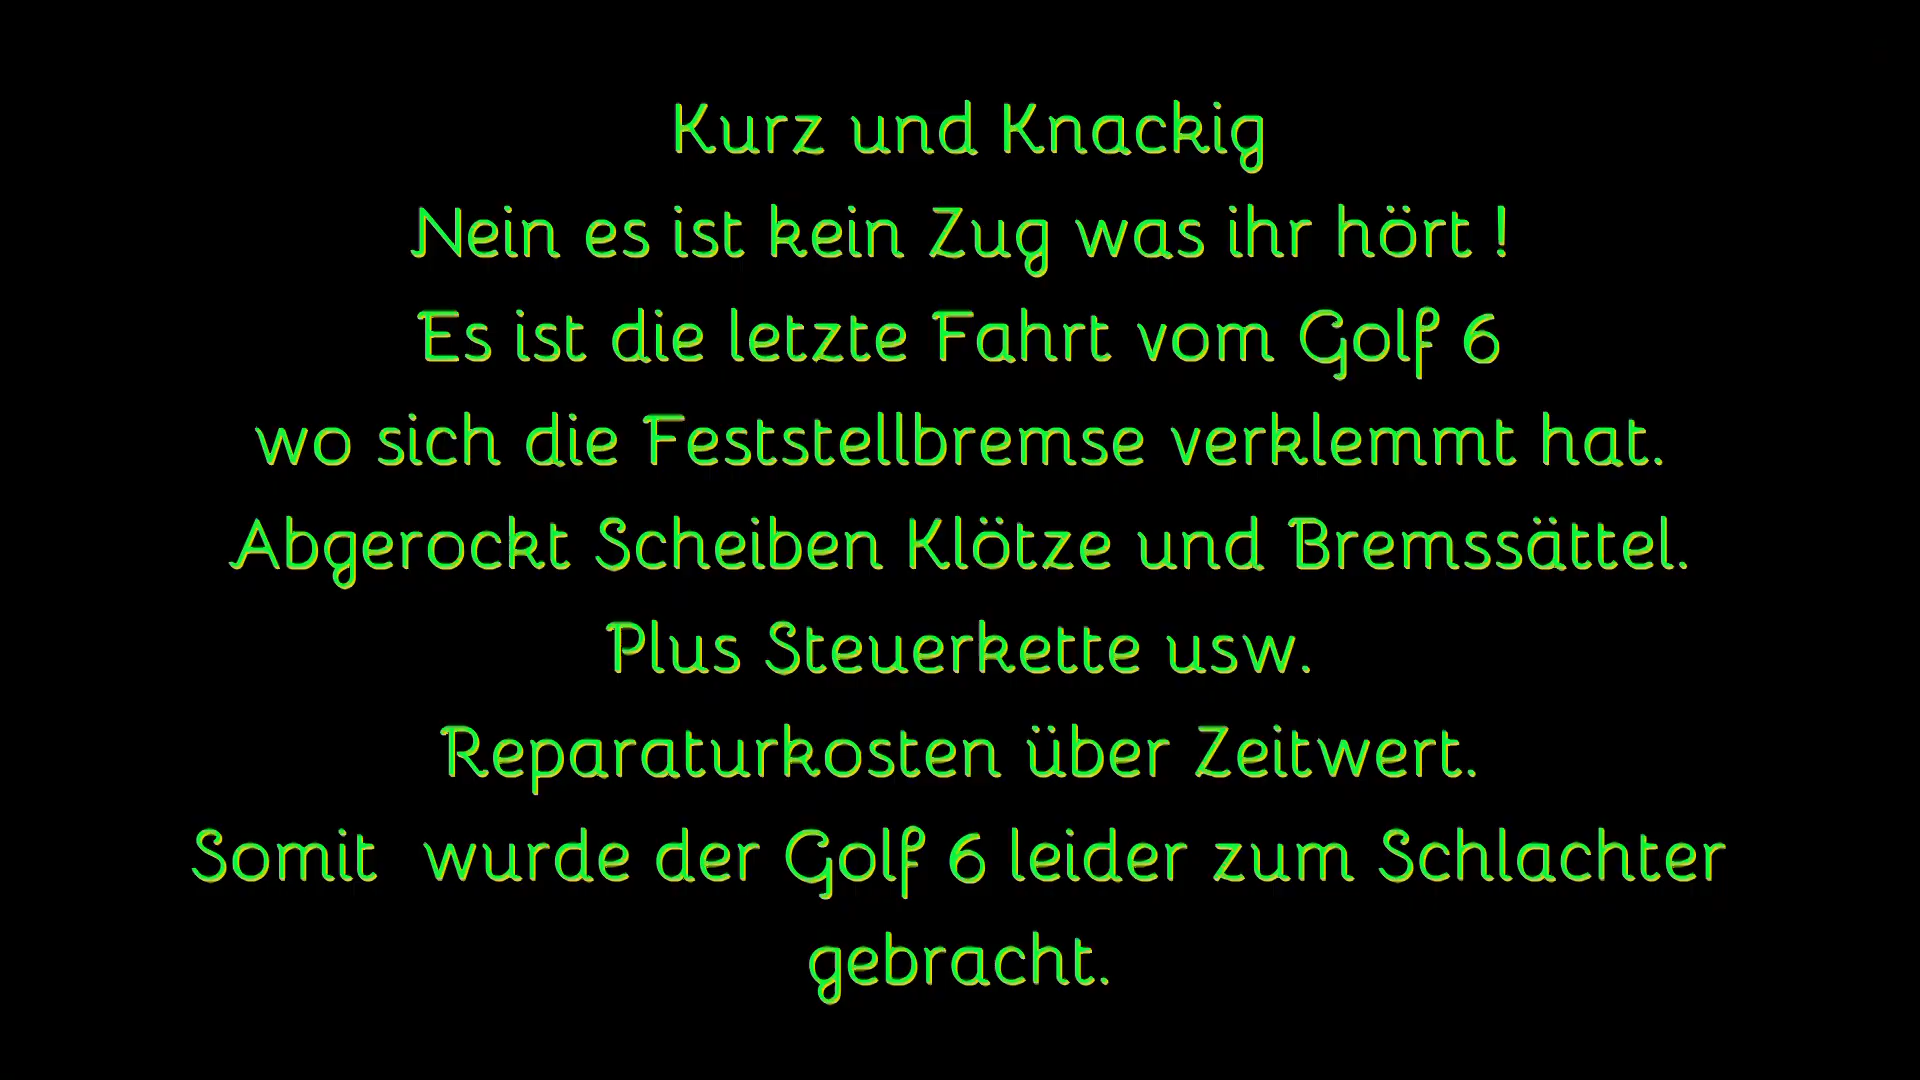 Kurz und Knackig
Nein es ist kein Zug was ihr hört !
Es ist die letzte Fahrt vom Golf 6
wo sich die Feststellbremse verklemmt hat.
Abgerockt Scheiben Klötze und Bremssättel.
Plus Steuerkette usw.
Reparaturkosten über Zeitwert.
Somit  wurde der Golf 6 leider zum Schlachter
gebracht.